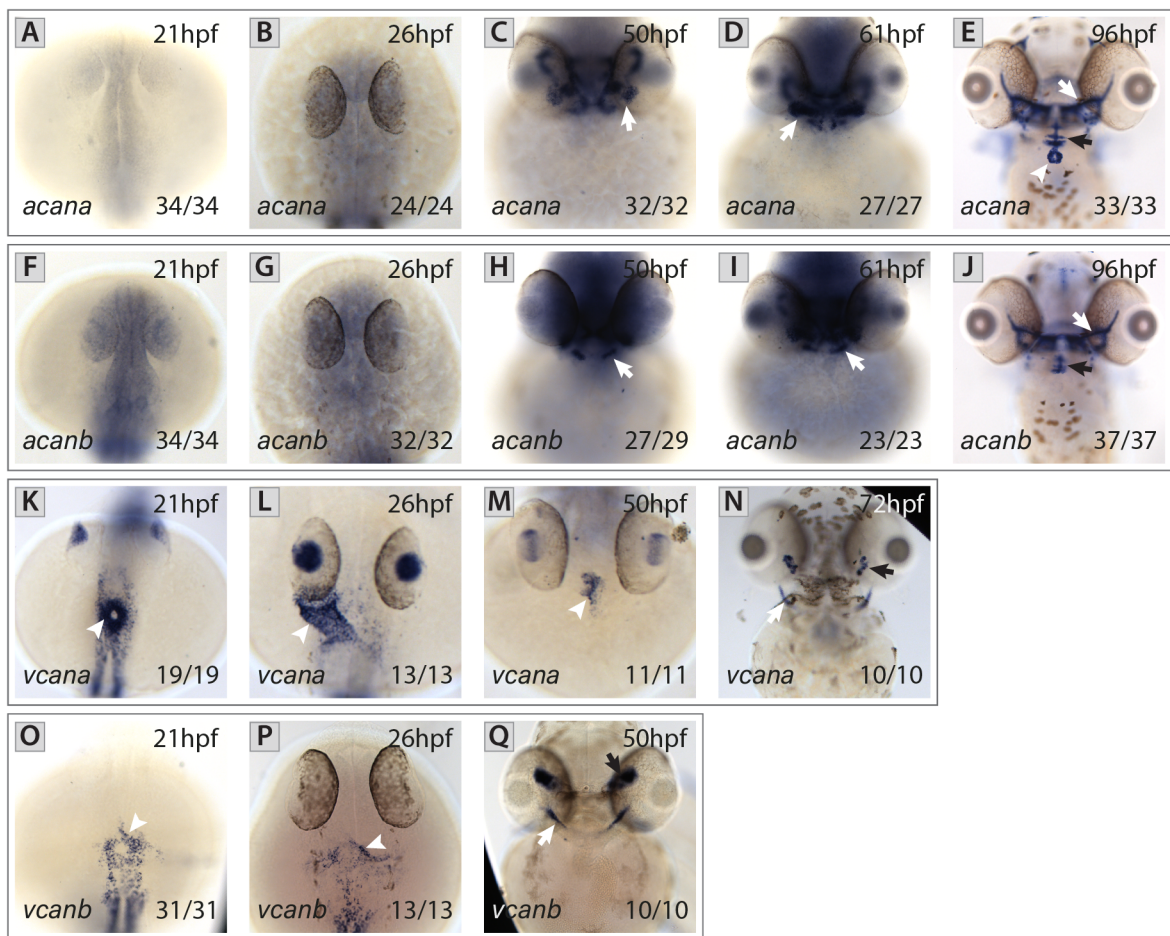 A 21hpf B 26hpf C 50hpf D 61hpf E 96hpf
acana 34/34 acana 24/24 acana 32/32 acana 27/27 acana 33/33
F 21hpf G 26hpf H 50hpf I 61hpf J 96hpf
acanb 34/34 acanb 32/32 acanb 27/29 acanb 23/23 acanb 37/37
K 21hpf L 26hpf M 50hpf N 72hpf
vcana 19/19 vcana 13/13 vcana 11/11 vcana 10/10
O 21hpf P 26hpf Q 50hpf
vcanb 31/31 vcanb 13/13 vcanb 10/10